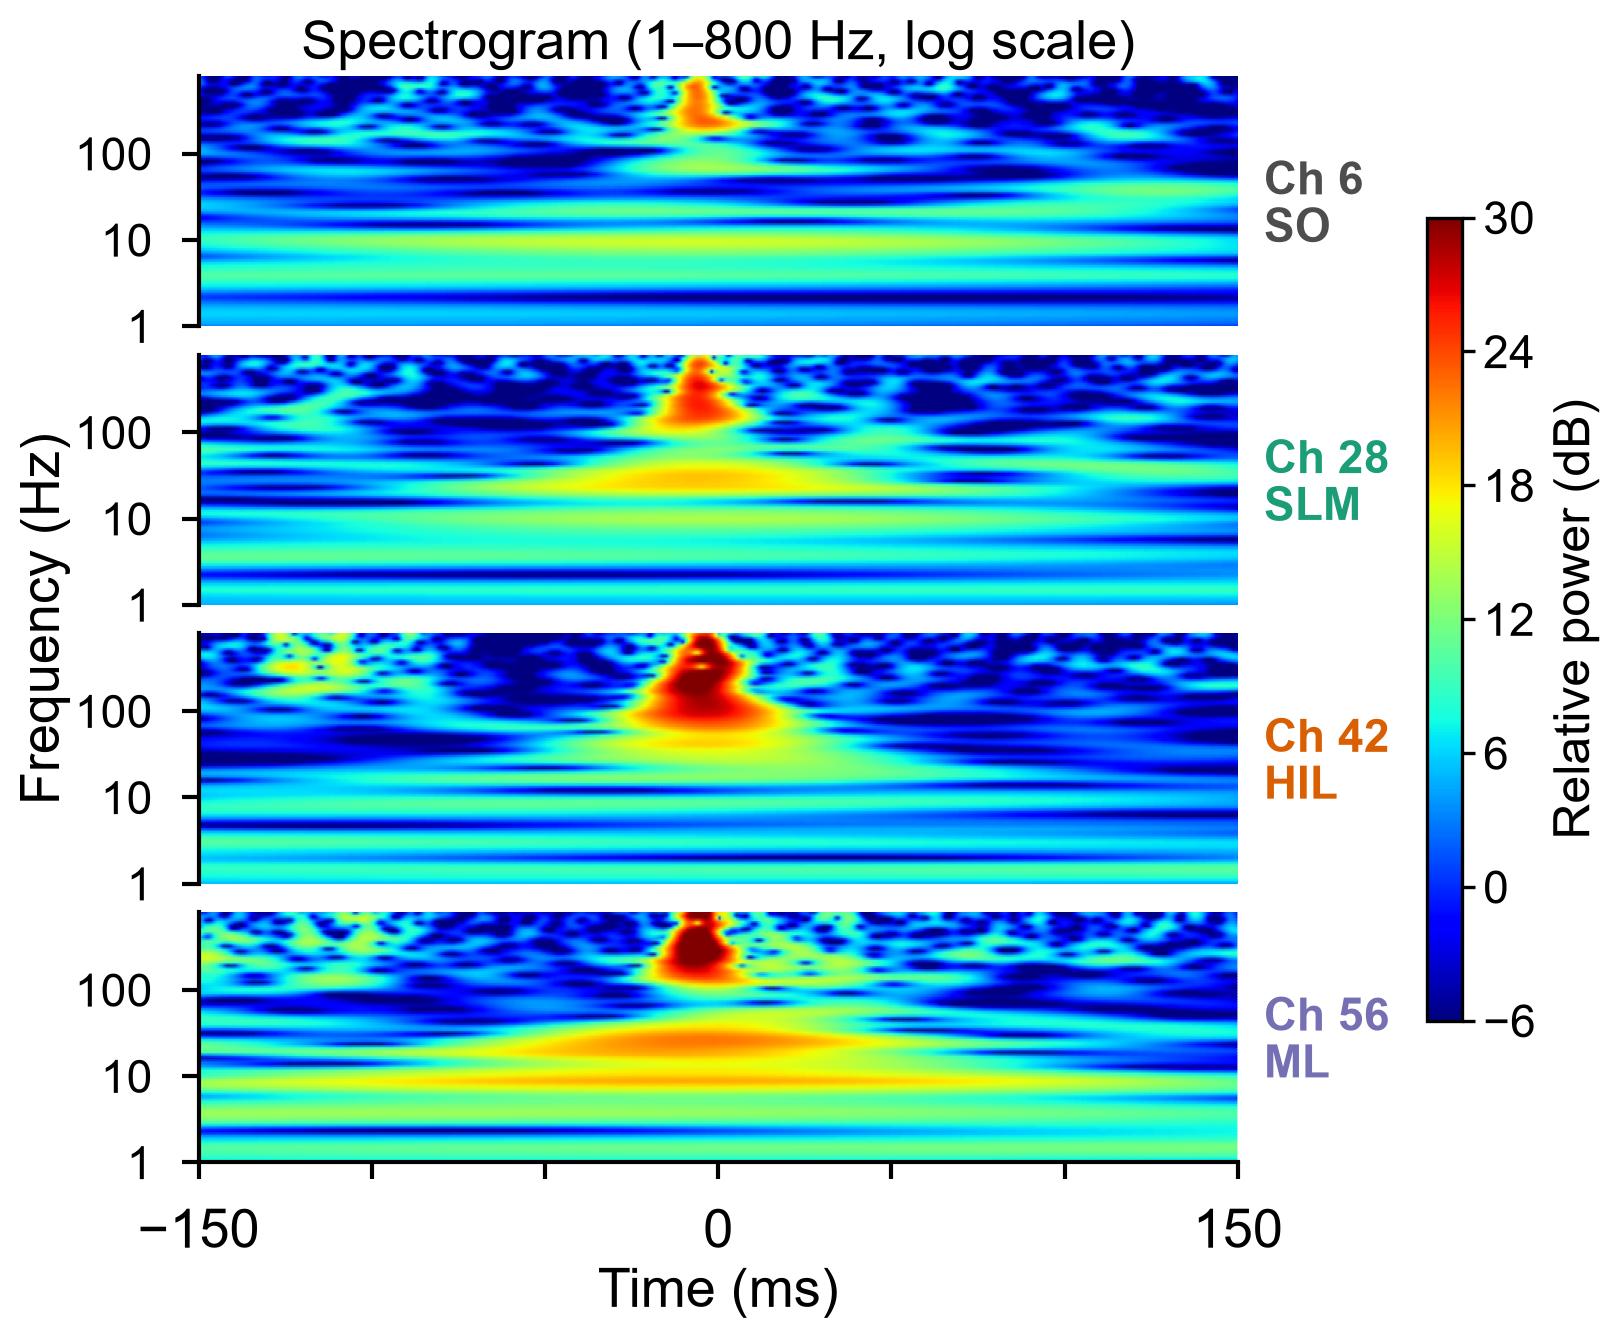 Spectrogram (1–800 Hz, log scale)
100
10
1
Ch 6
SO
100
10
1
Ch 28
SLM
100
10
1
Ch 42
HIL
100
10
1
Ch 56
ML
Frequency (Hz)
−150
0
150
Time (ms)
30
24
18
12
6
0
−6
Relative power (dB)